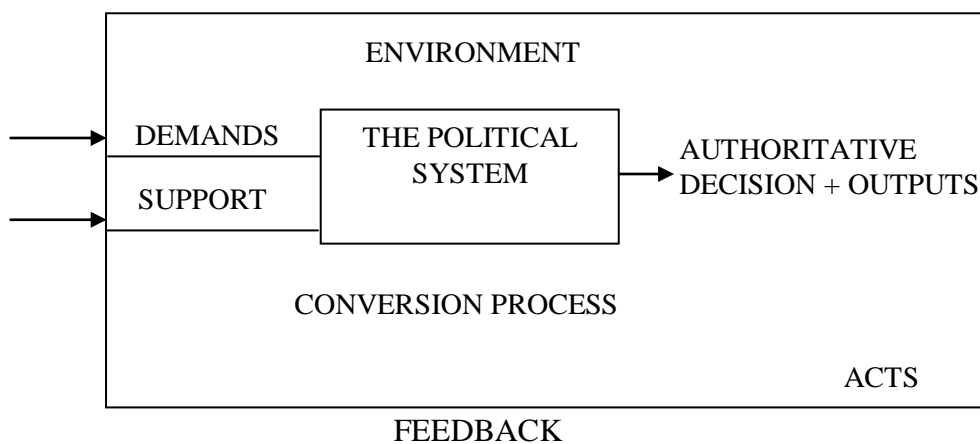 ENVIRONMENT
DEMANDS
SUPPORT
THE POLITICAL
SYSTEM
AUTHORITATIVE
DECISION + OUTPUTS
CONVERSION PROCESS
ACTS
FEEDBACK